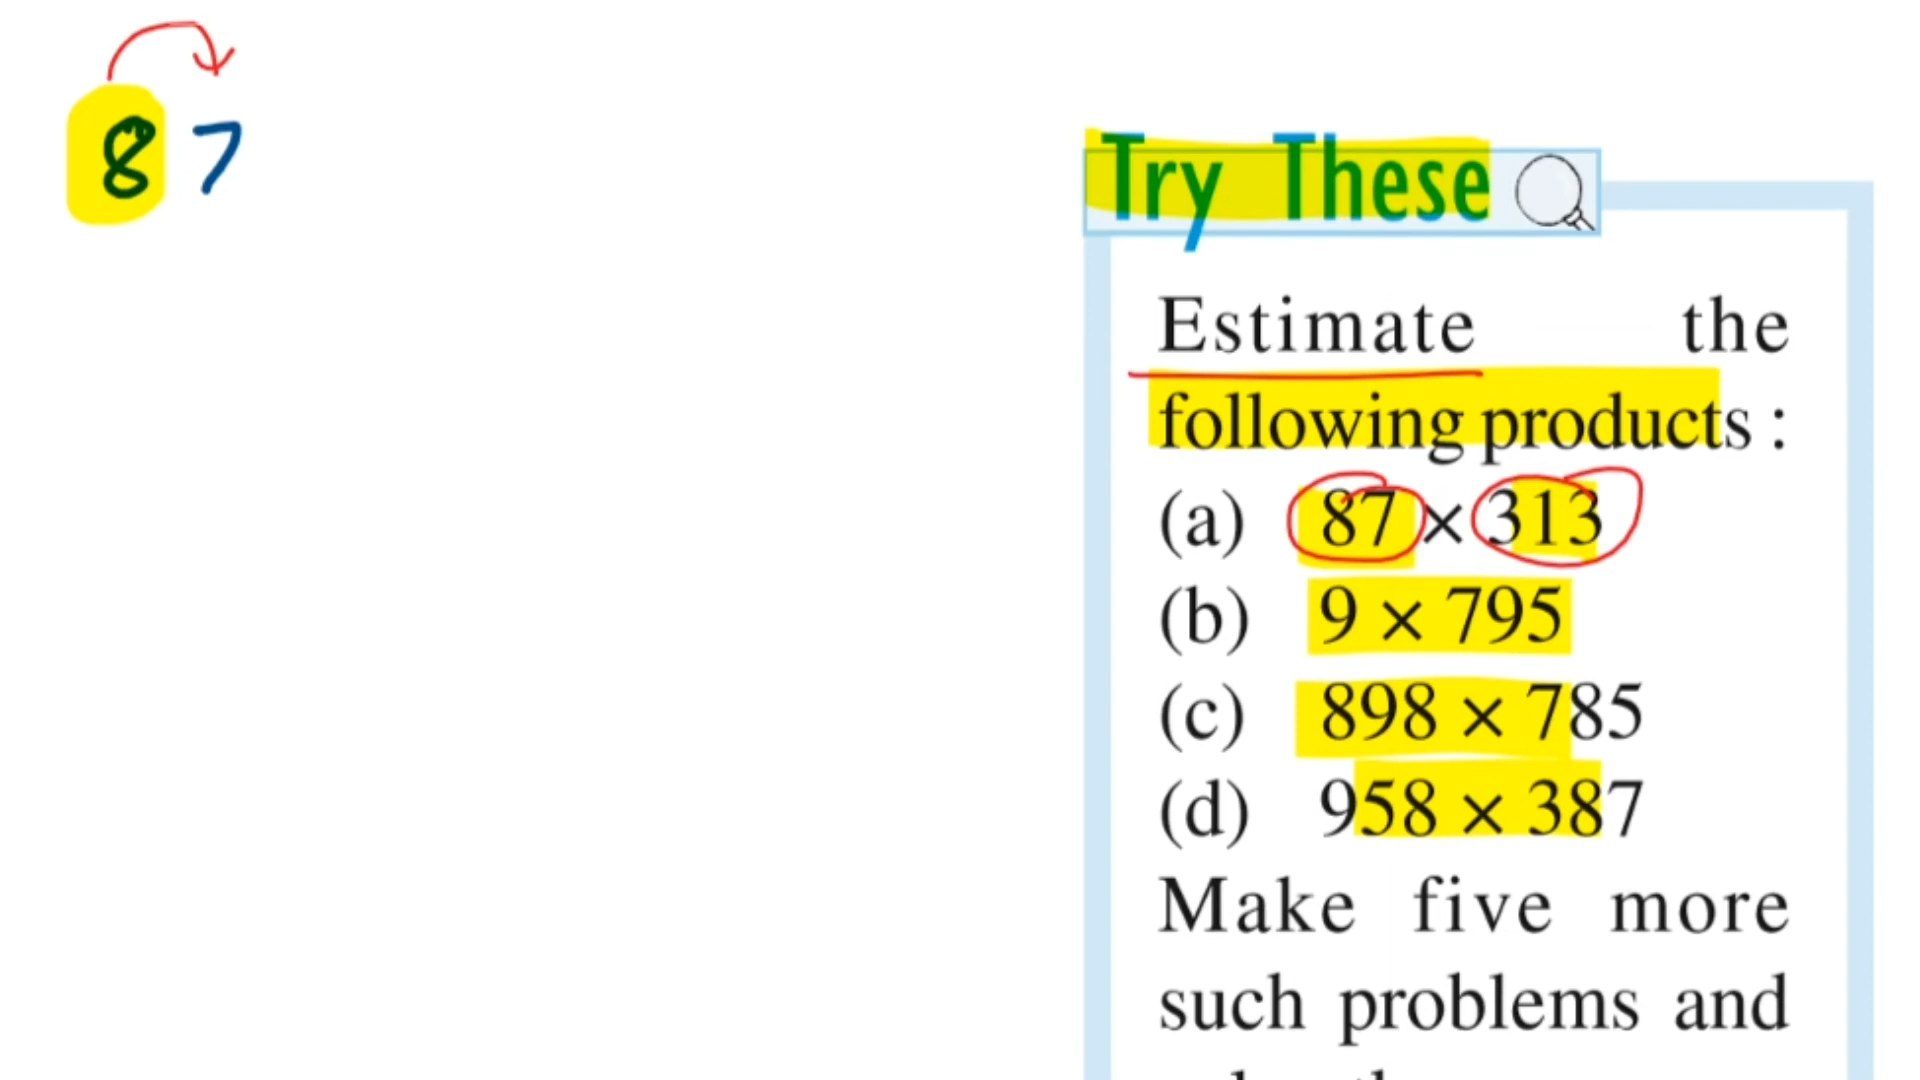 87
Try These
Estimate the
following products :
(a) 87 × 313
(b) 9 × 795
(c) 898 × 785
(d) 958 × 387
Make five more
such problems and